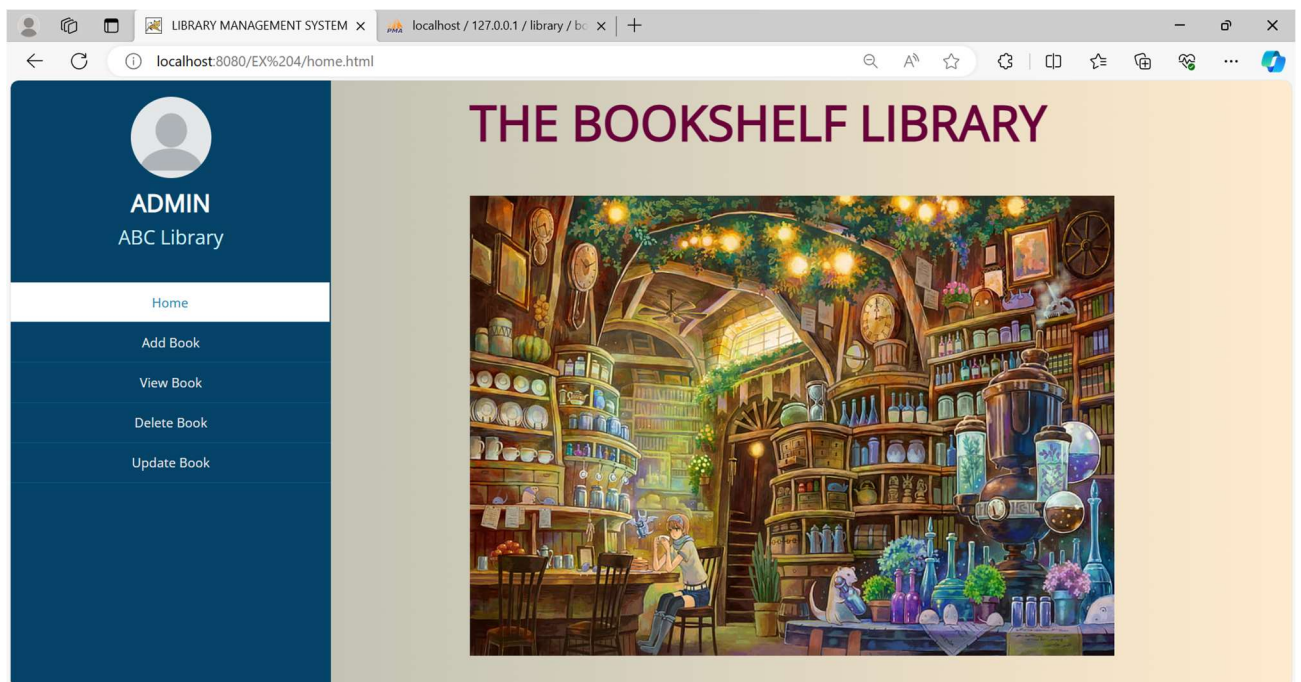 LIBRARY MANAGEMENT SYSTEM
PMA localhost / 127.0.0.1 / library / bo
localhost:8080/EX%204/home.html
THE BOOKSHELF LIBRARY
ADMIN
ABC Library
Home
Add Book
View Book
Delete Book
Update Book